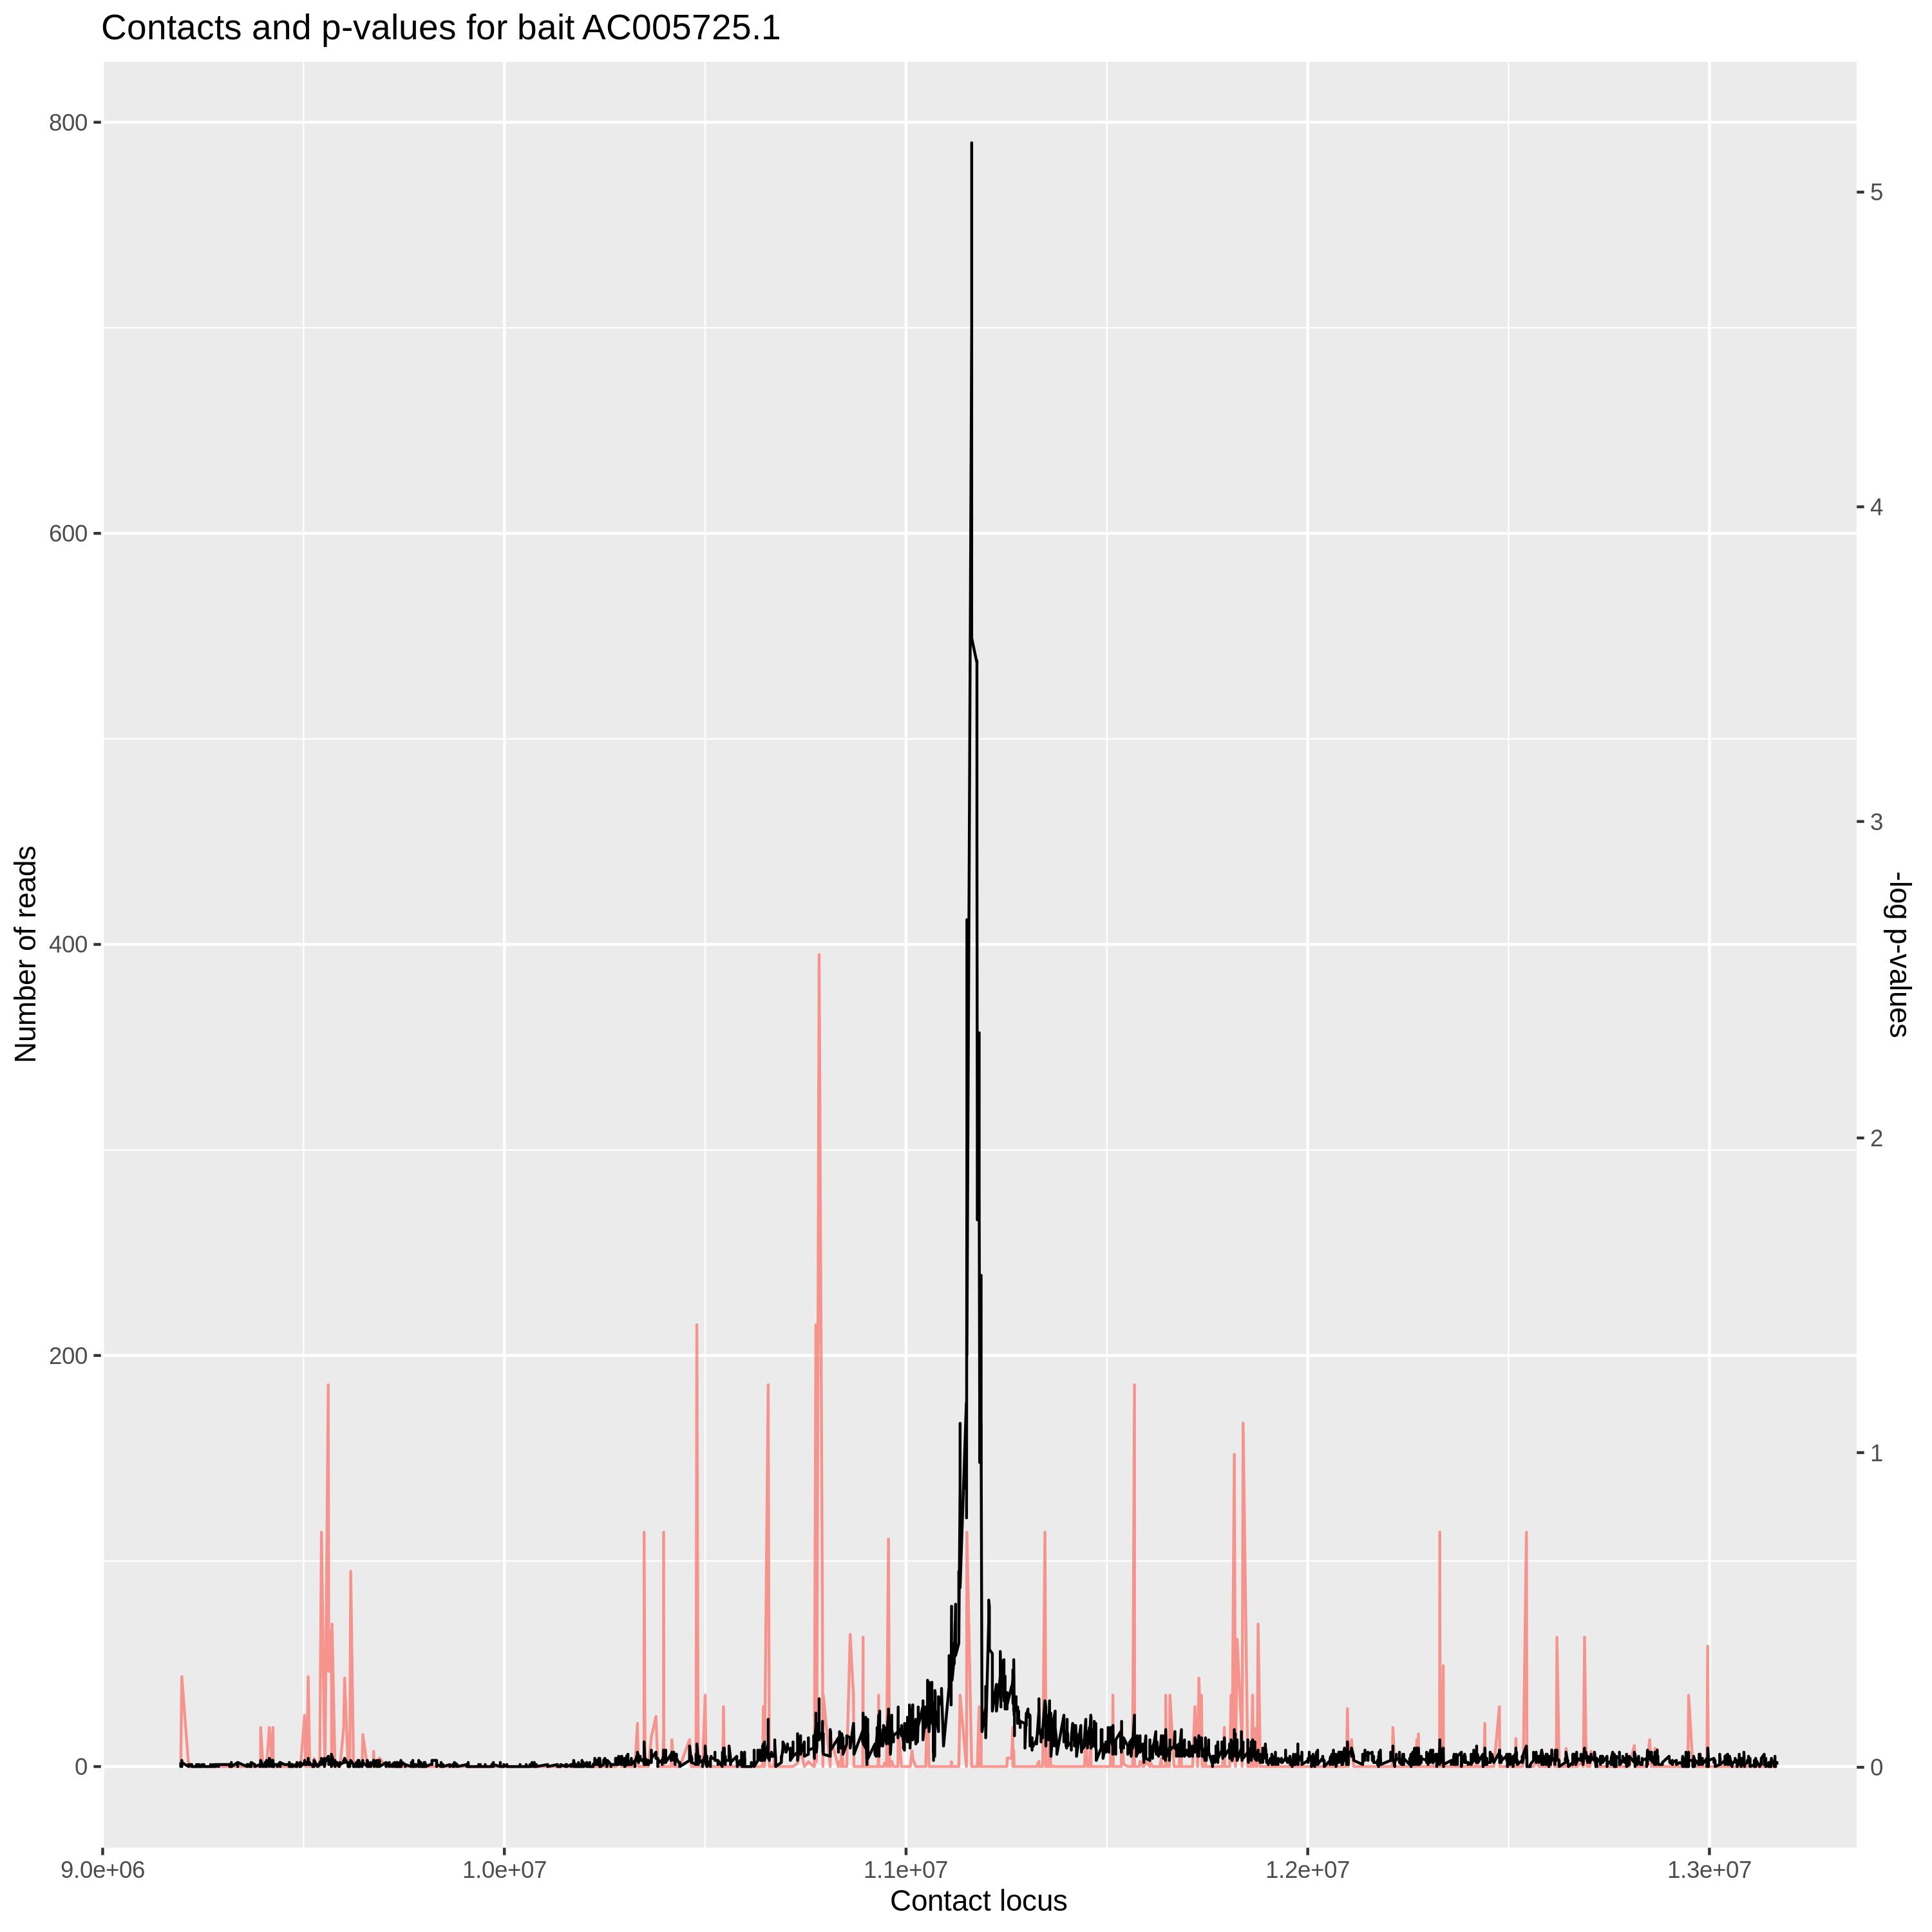 Contacts and p-values for bait AC005725.1
800
600
400
200
0
Number of reads
5
4
3
2
1
0
-log p-values
9.0e+06
1.0e+07
1.1e+07
1.2e+07
1.3e+07
Contact locus